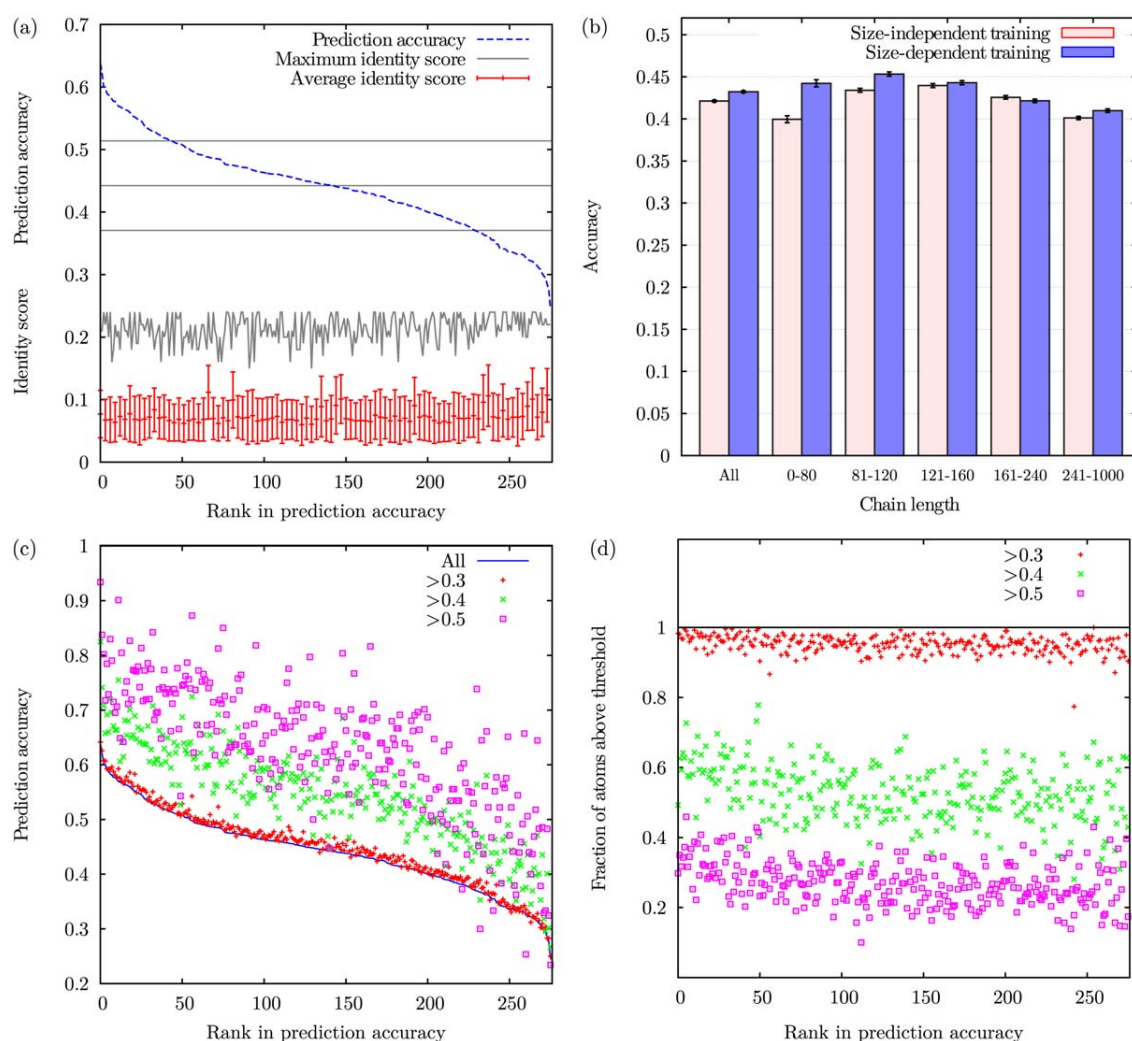 (a)
0.7
0.6
0.5
0.4
0.3
0.2
0.1
0
Prediction accuracy
Identity score
Prediction accuracy
Maximum identity score
Average identity score
0 50 100 150 200 250
Rank in prediction accuracy
(b)
0.5
0.45
0.4
0.35
0.3
0.25
0.2
0.15
0.1
0.05
0
Accuracy
Size-independent training
Size-dependent training
All 0-80 81-120 121-160 161-240 241-1000
Chain length
(c)
1
0.9
0.8
0.7
0.6
0.5
0.4
0.3
0.2
Prediction accuracy
All
>0.3
>0.4
>0.5
0 50 100 150 200 250
Rank in prediction accuracy
(d)
1
0.8
0.6
0.4
0.2
Fraction of atoms above threshold
>0.3
>0.4
>0.5
0 50 100 150 200 250
Rank in prediction accuracy